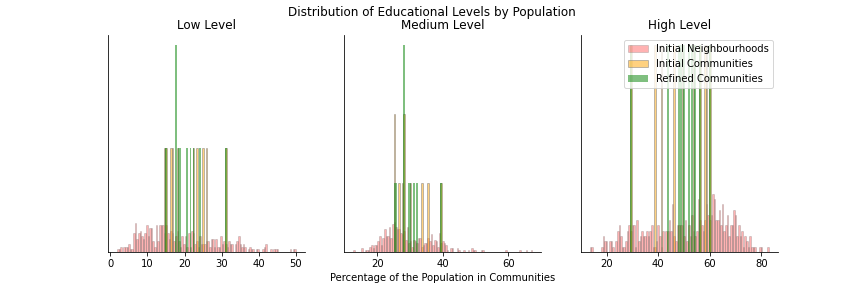 Distribution of Educational Levels by Population
Low Level
Medium Level
High Level
Initial Neighbourhoods
Initial Communities
Refined Communities
0 10 20 30 40 50
20 40 60
20 40 60 80
Percentage of the Population in Communities